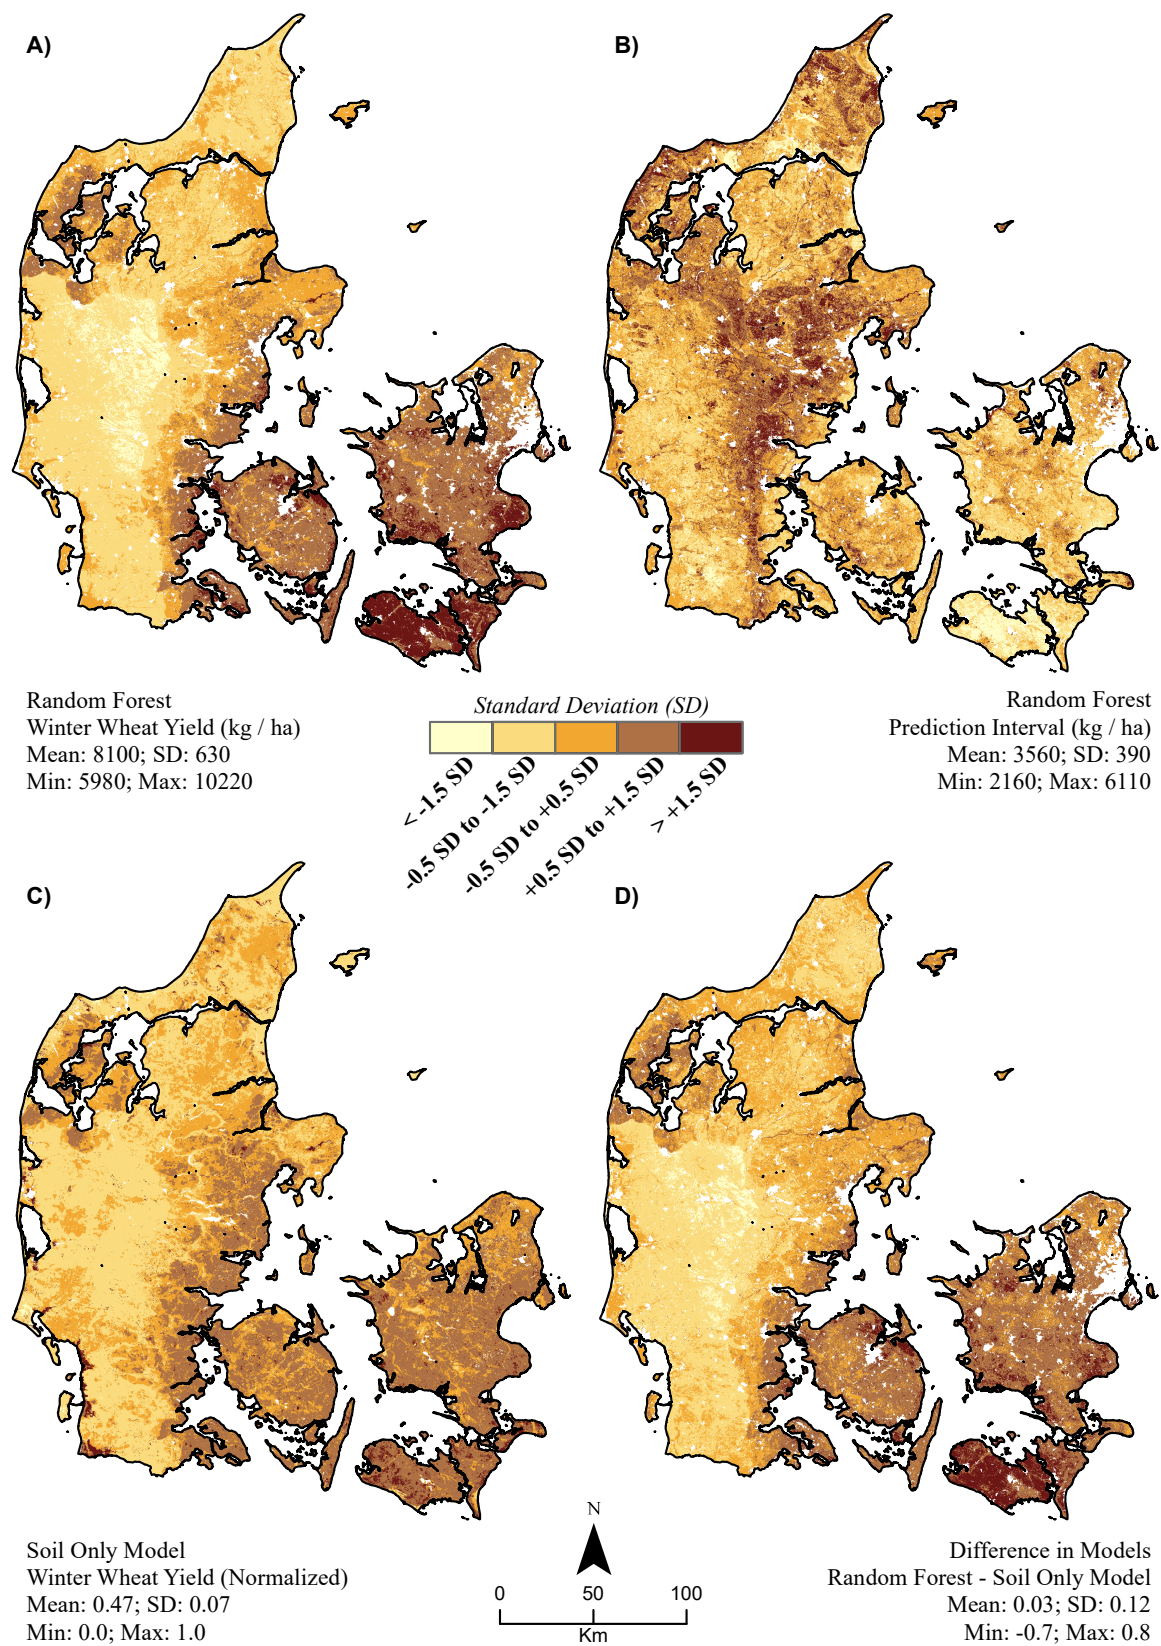 A)
B)
Random Forest
Winter Wheat Yield (kg / ha)
Mean: 8100; SD: 630
Min: 5980; Max: 10220
Standard Deviation (SD)
< -1.5 SD
-0.5 SD to -1.5 SD
-0.5 SD to +0.5 SD
+0.5 SD to +1.5 SD
> +1.5 SD
Random Forest
Prediction Interval (kg / ha)
Mean: 3560; SD: 390
Min: 2160; Max: 6110
C)
D)
Soil Only Model
Winter Wheat Yield (Normalized)
Mean: 0.47; SD: 0.07
Min: 0.0; Max: 1.0
N
0 50 100
Km
Difference in Models
Random Forest - Soil Only Model
Mean: 0.03; SD: 0.12
Min: -0.7; Max: 0.8